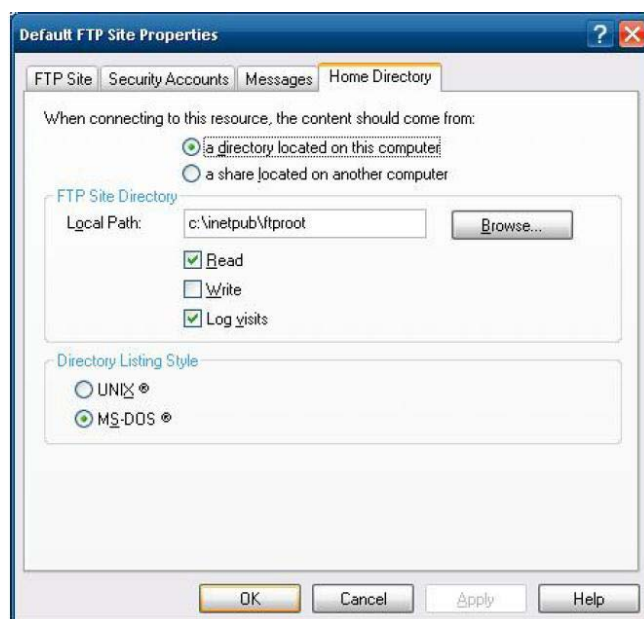 Defaultt FTP Site Properties
FTP Site Security Accounts Messages Home Directory
When connecting to this resource, the content should come from:
a directory located on this computer
a share located on another computer
FTP Site Directory
Local Path: c:\inetpub\ftproot Browse...
Read
Write
Log visits
Directory Listing Style
UNIX ®
MS-DOS ®
OK Cancel Apply Help